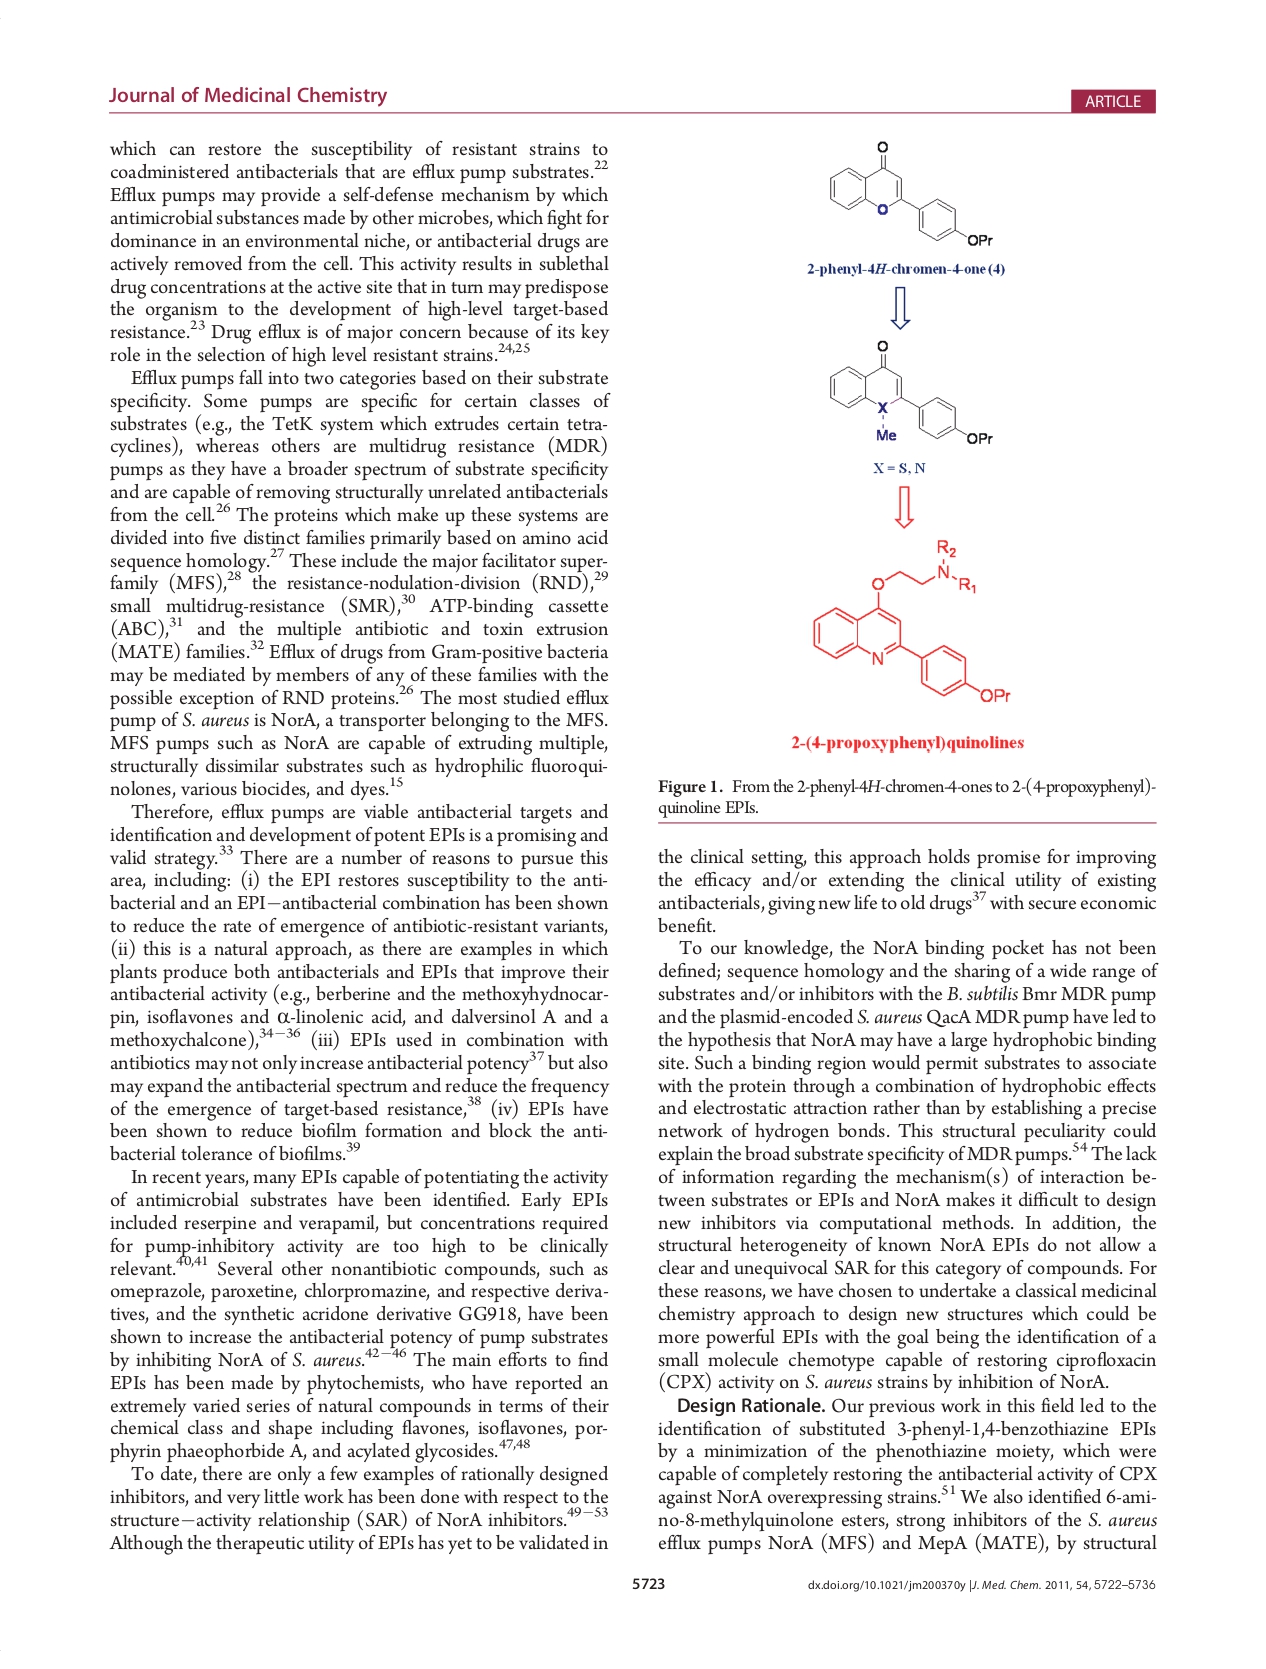 Journal of Medicinal Chemistry
ARTICLE
which can restore the susceptibility of resistant strains to
coadministered antibacterials that are efflux pump substrates.22
Efflux pumps may provide a self-defense mechanism by which
antimicrobial substances made by other microbes, which fight for
dominance in an environmental niche, or antibacterial drugs are
actively removed from the cell. This activity results in sublethal
drug concentrations at the active site that in turn may predispose
the organism to the development of high-level target-based
resistance.23 Drug efflux is of major concern because of its key
role in the selection of high level resistant strains.24,25
Efflux pumps fall into two categories based on their substrate
specificity. Some pumps are specific for certain classes of
substrates (e.g., the TetK system which extrudes certain tetra-
cyclines), whereas others are multidrug resistance (MDR)
pumps as they have a broader spectrum of substrate specificity
and are capable of removing structurally unrelated antibacterials
from the cell.26 The proteins which make up these systems are
divided into five distinct families primarily based on amino acid
sequence homology.27 These include the major facilitator super-
family (MFS),28 the resistance-nodulation-division (RND),29
small multidrug-resistance (SMR),30 ATP-binding cassette
(ABC),31 and the multiple antibiotic and toxin extrusion
(MATE) families.32 Efflux of drugs from Gram-positive bacteria
may be mediated by members of any of these families with the
possible exception of RND proteins.26 The most studied efflux
pump of S. aureus is NorA, a transporter belonging to the MFS.
MFS pumps such as NorA are capable of extruding multiple,
structurally dissimilar substrates such as hydrophilic fluoroqui-
nolones, various biocides, and dyes.15
Therefore, efflux pumps are viable antibacterial targets and
identification and development of potent EPIs is a promising and
valid strategy.33 There are a number of reasons to pursue this
area, including: (i) the EPI restores susceptibility to the anti-
bacterial and an EPI−antibacterial combination has been shown
to reduce the rate of emergence of antibiotic-resistant variants,
(ii) this is a natural approach, as there are examples in which
plants produce both antibacterials and EPIs that improve their
antibacterial activity (e.g., berberine and the methoxyhydnocar-
pin, isoflavones and α-linolenic acid, and dalversinol A and a
methoxychalcone),34−36 (iii) EPIs used in combination with
antibiotics may not only increase antibacterial potency37 but also
may expand the antibacterial spectrum and reduce the frequency
of the emergence of target-based resistance,38 (iv) EPIs have
been shown to reduce biofilm formation and block the anti-
bacterial tolerance of biofilms.39
In recent years, many EPIs capable of potentiating the activity
of antimicrobial substrates have been identified. Early EPIs
included reserpine and verapamil, but concentrations required
for pump-inhibitory activity are too high to be clinically
relevant.40,41 Several other nonantibiotic compounds, such as
omeprazole, paroxetine, chlorpromazine, and respective deriva-
tives, and the synthetic acridone derivative GG918, have been
shown to increase the antibacterial potency of pump substrates
by inhibiting NorA of S. aureus.42−46 The main efforts to find
EPIs has been made by phytochemists, who have reported an
extremely varied series of natural compounds in terms of their
chemical class and shape including flavones, isoflavones, por-
phyrin phaeophorbide A, and acylated glycosides.47,48
To date, there are only a few examples of rationally designed
inhibitors, and very little work has been done with respect to the
structure−activity relationship (SAR) of NorA inhibitors.49−53
Although the therapeutic utility of EPIs has yet to be validated in
O
O
OPr
2-phenyl-4H-chromen-4-one (4)
O
X
Me
OPr
X = S, N
R2
N
R1
O
N
OPr
2-(4-propoxyphenyl)quinolines
Figure 1. From the 2-phenyl-4H-chromen-4-ones to 2-(4-propoxyphenyl)-
quinoline EPIs.
the clinical setting, this approach holds promise for improving
the efficacy and/or extending the clinical utility of existing
antibacterials, giving new life to old drugs37 with secure economic
benefit.
To our knowledge, the NorA binding pocket has not been
defined; sequence homology and the sharing of a wide range of
substrates and/or inhibitors with the B. subtilis Bmr MDR pump
and the plasmid-encoded S. aureus QacA MDR pump have led to
the hypothesis that NorA may have a large hydrophobic binding
site. Such a binding region would permit substrates to associate
with the protein through a combination of hydrophobic effects
and electrostatic attraction rather than by establishing a precise
network of hydrogen bonds. This structural peculiarity could
explain the broad substrate specificity of MDR pumps.54 The lack
of information regarding the mechanism(s) of interaction be-
tween substrates or EPIs and NorA makes it difficult to design
new inhibitors via computational methods. In addition, the
structural heterogeneity of known NorA EPIs do not allow a
clear and unequivocal SAR for this category of compounds. For
these reasons, we have chosen to undertake a classical medicinal
chemistry approach to design new structures which could be
more powerful EPIs with the goal being the identification of a
small molecule chemotype capable of restoring ciprofloxacin
(CPX) activity on S. aureus strains by inhibition of NorA.
Design Rationale. Our previous work in this field led to the
identification of substituted 3-phenyl-1,4-benzothiazine EPIs
by a minimization of the phenothiazine moiety, which were
capable of completely restoring the antibacterial activity of CPX
against NorA overexpressing strains.51 We also identified 6-ami-
no-8-methylquinolone esters, strong inhibitors of the S. aureus
efflux pumps NorA (MFS) and MepA (MATE), by structural
5723
dx.doi.org/10.1021/jm200370y |J. Med. Chem. 2011, 54, 5722–5736